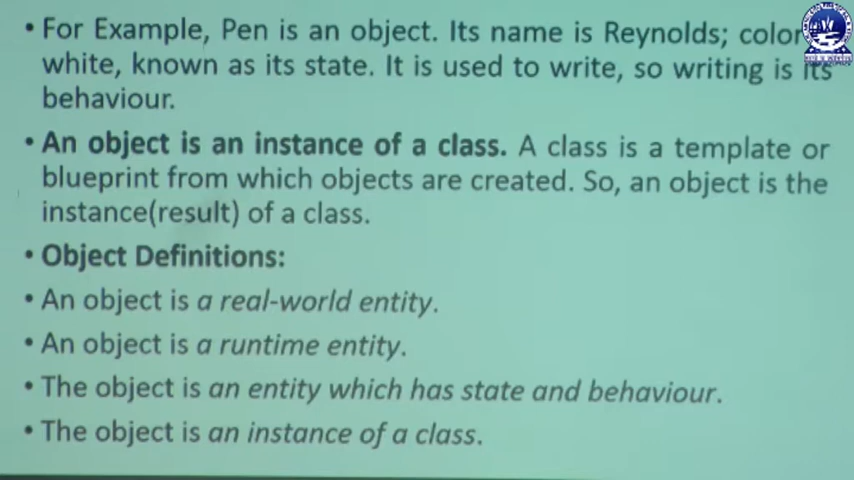 • For Example, Pen is an object. Its name is Reynolds; color
white, known as its state. It is used to write, so writing is its
behaviour.
• An object is an instance of a class. A class is a template or
blueprint from which objects are created. So, an object is the
instance(result) of a class.
• Object Definitions:
• An object is a real-world entity.
• An object is a runtime entity.
• The object is an entity which has state and behaviour.
• The object is an instance of a class.